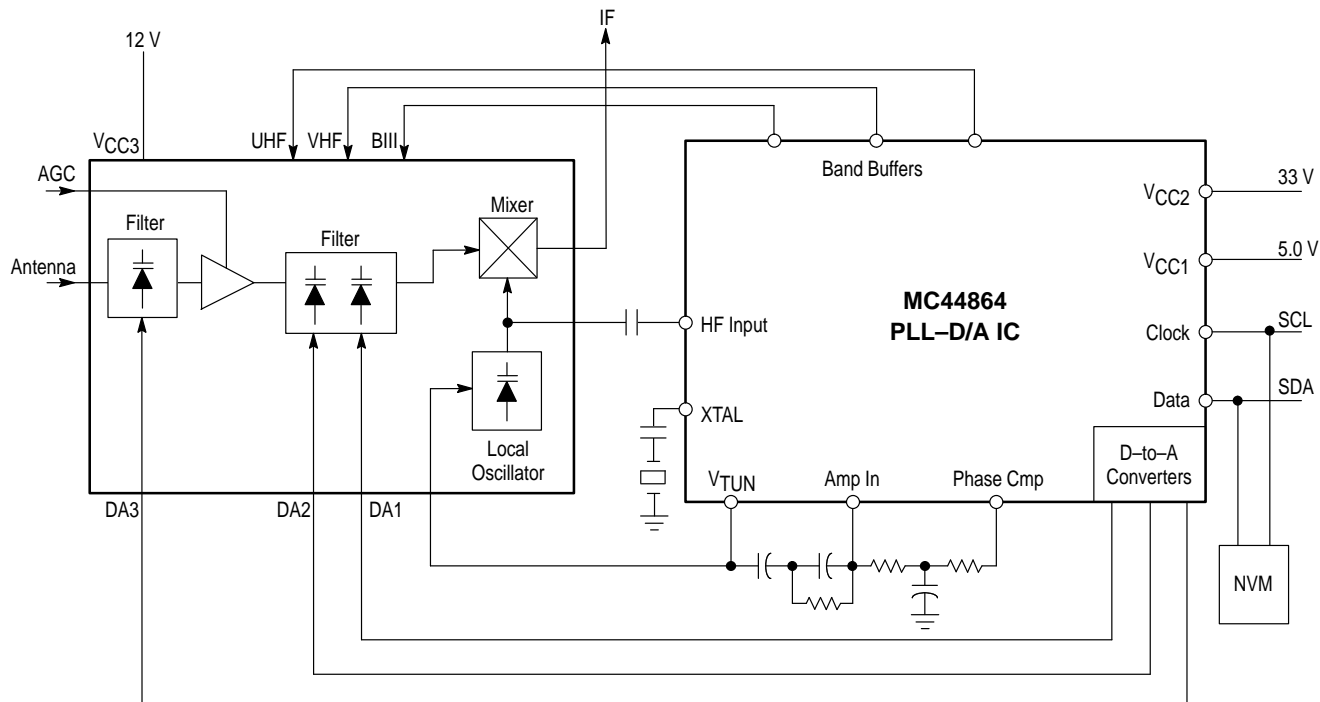 IF
12 V
VCC3
UHF
VHF
BIII
AGC
Filter
Antenna
Filter
Mixer
Local
Oscillator
DA3
DA2
DA1
Band Buffers
VCC2
33 V
VCC1
5.0 V
MC44864
PLL–D/A IC
HF Input
Clock
SCL
XTAL
Data
SDA
D–to–A
Converters
VTUN
Amp In
Phase Cmp
NVM